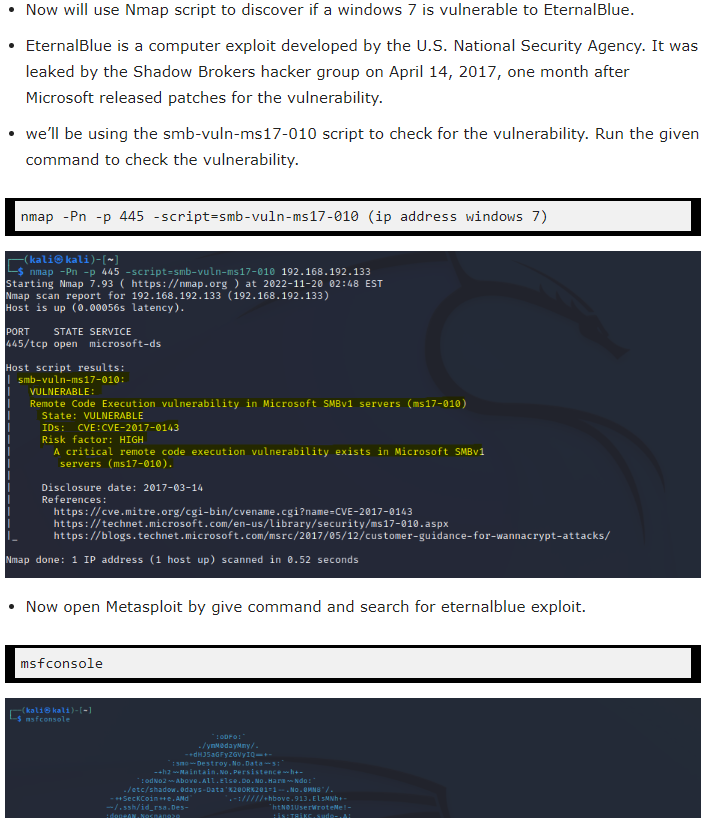 Now will use Nmap script to discover if a windows 7 is vulnerable to EternalBlue.
EternalBlue is a computer exploit developed by the U.S. National Security Agency. It was
leaked by the Shadow Brokers hacker group on April 14, 2017, one month after
Microsoft released patches for the vulnerability.
we’ll be using the smb-vuln-ms17-010 script to check for the vulnerability. Run the given
command to check the vulnerability.
nmap -Pn -p 445 -script=smb-vuln-ms17-010 (ip address windows 7)
┌──(kali㉿kali)-[~]
└─$ nmap -Pn -p 445 -script=smb-vuln-ms17-010 192.168.192.133
Starting Nmap 7.93 ( https://nmap.org ) at 2022-11-20 02:48 EST
Nmap scan report for 192.168.192.133 (192.168.192.133)
Host is up (0.00056s latency).
PORT    STATE SERVICE
445/tcp open  microsoft-ds
Host script results:
| smb-vuln-ms17-010:
|   VULNERABLE:
|   Remote Code Execution vulnerability in Microsoft SMBv1 servers (ms17-010)
|     State: VULNERABLE
|     IDs:  CVE:CVE-2017-0143
|     Risk factor: HIGH
|       A critical remote code execution vulnerability exists in Microsoft SMBv1
|        servers (ms17-010).
|
|     Disclosure date: 2017-03-14
|     References:
|       https://cve.mitre.org/cgi-bin/cvename.cgi?name=CVE-2017-0143
|       https://technet.microsoft.com/en-us/library/security/ms17-010.aspx
|_      https://blogs.technet.microsoft.com/msrc/2017/05/12/customer-guidance-for-wannacrypt-attacks/
Nmap done: 1 IP address (1 host up) scanned in 0.52 seconds
Now open Metasploit by give command and search for eternalblue exploit.
msfconsole
┌──(kali㉿kali)-[~]
└─$ msfconsole
`:oDFo:`
./ymM0dayMmy/.
-+dHJ5aGFyZGVyIQ==+-
`:sm⏣~~Destroy.No.Data~~s:`
-+h2~~Maintain.No.Persistence~~h+-
`:odNo2~~Above.All.Else.Do.No.Harm~~Ndo:`
./etc/shadow.0days-Data'%20OR%201=1--.No.0MN8'/.
-++SecKCoin++e.AMd`       `.-://///+hbove.913.ElsMNh+-
-~/.ssh/id_rsa.Des-                  `htN01UserWroteMe!-